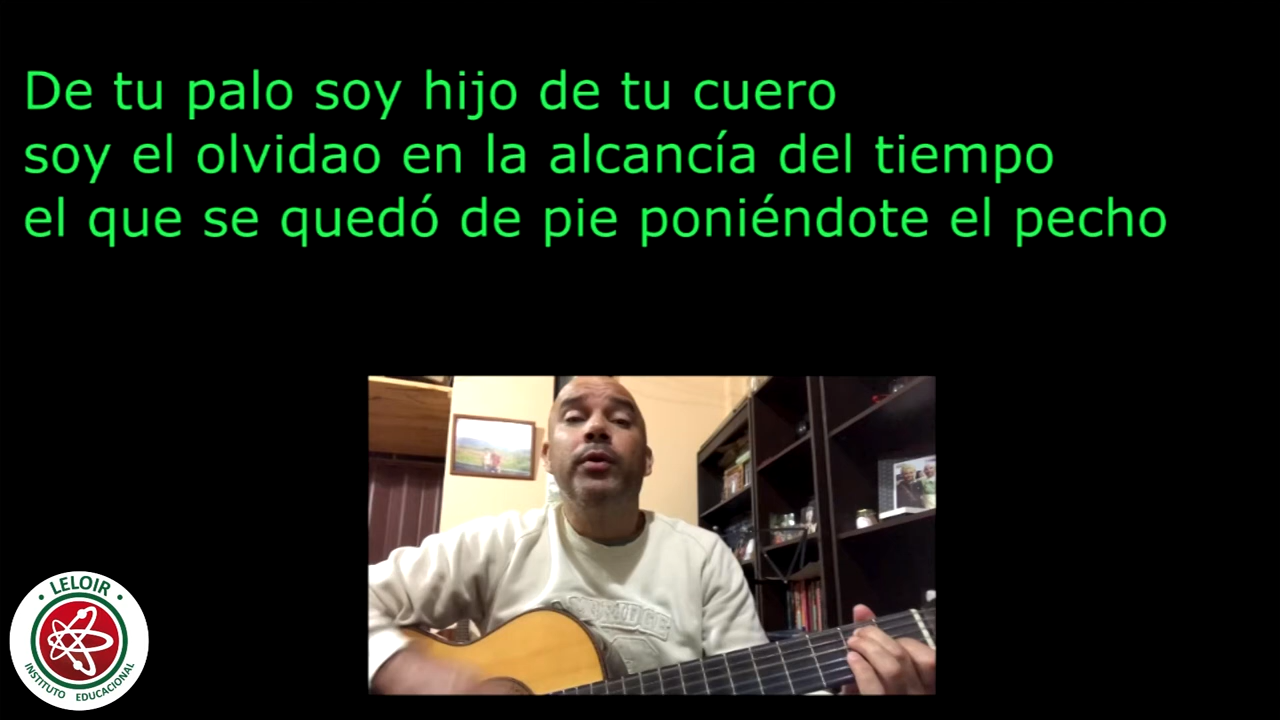 De tu palo soy hijo de tu cuero
soy el olvidao en la alcancía del tiempo
el que se quedó de pie poniéndote el pecho
• LELOIR •
INSTITUTO EDUCACIONAL